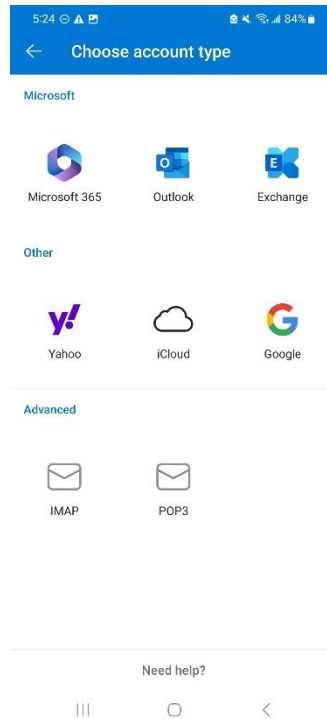 5:24 84%
Choose account type
Microsoft
Microsoft 365 Outlook Exchange
Other
Yahoo iCloud Google
Advanced
IMAP POP3
Need help?